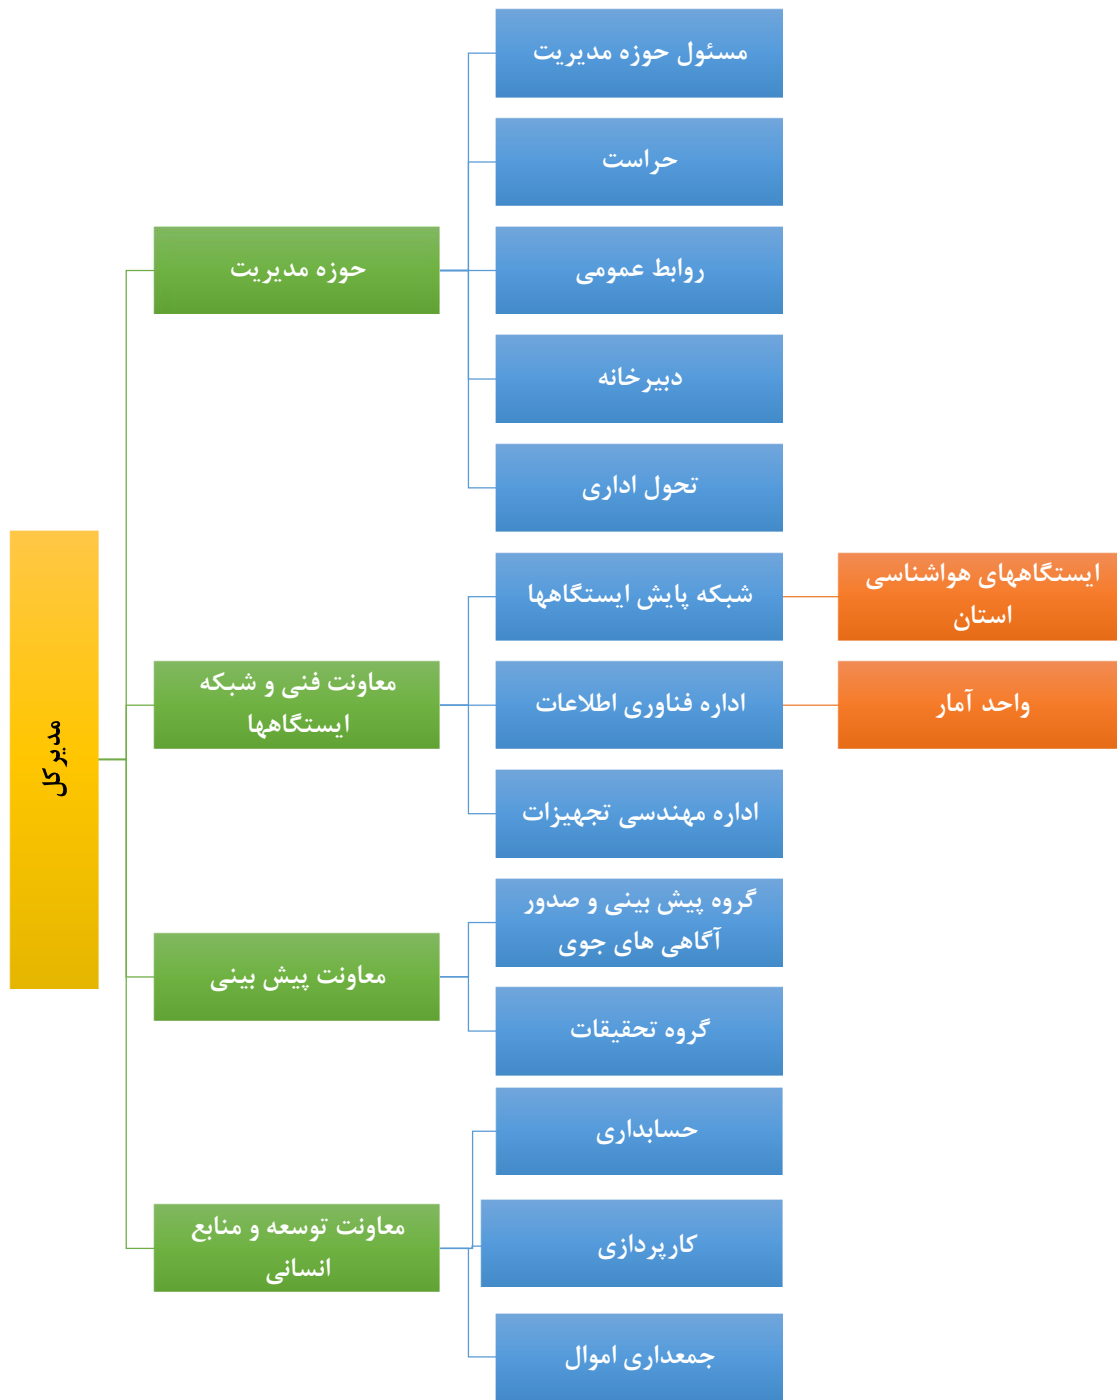 مدیرکل
حوزه مدیریت
مسئول حوزه مدیریت
حراست
روابط عمومی
دبیرخانه
تحول اداری
معاونت فنی و شبکه
ایستگاهها
شبکه پایش ایستگاهها
ایستگاههای هواشناسی
استان
اداره فناوری اطلاعات
واحد آمار
اداره مهندسی تجهیزات
معاونت پیش بینی
گروه پیش بینی و صدور
آگاهی های جوی
گروه تحقیقات
معاونت توسعه و منابع
انسانی
حسابداری
کارپردازی
جمعداری اموال